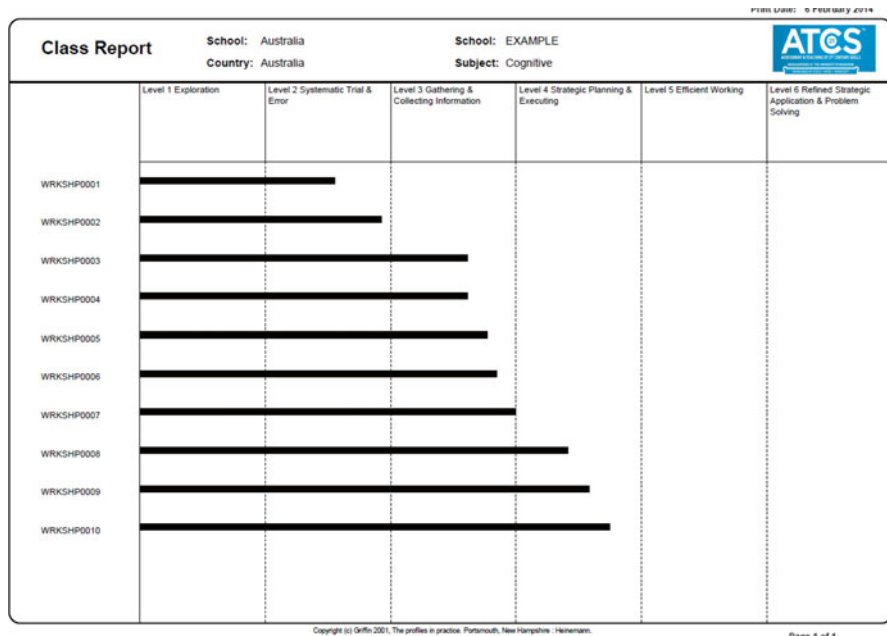 Print Date: 6 February 2014
Class Report
School: Australia
School: EXAMPLE
Country: Australia
Subject: Cognitive
ATCS
Level 1 Exploration
Level 2 Systematic Trial &
Error
Level 3 Gathering &
Collecting Information
Level 4 Strategic Planning &
Executing
Level 5 Efficient Working
Level 6 Refined Strategic
Application & Problem
Solving
WRKSHP0001
WRKSHP0002
WRKSHP0003
WRKSHP0004
WRKSHP0005
WRKSHP0006
WRKSHP0007
WRKSHP0008
WRKSHP0009
WRKSHP0010
Copyright (c) Griffin 2001, The profiles in practice. Portsmouth, New Hampshire : Heinemann.
Page 1 of 1